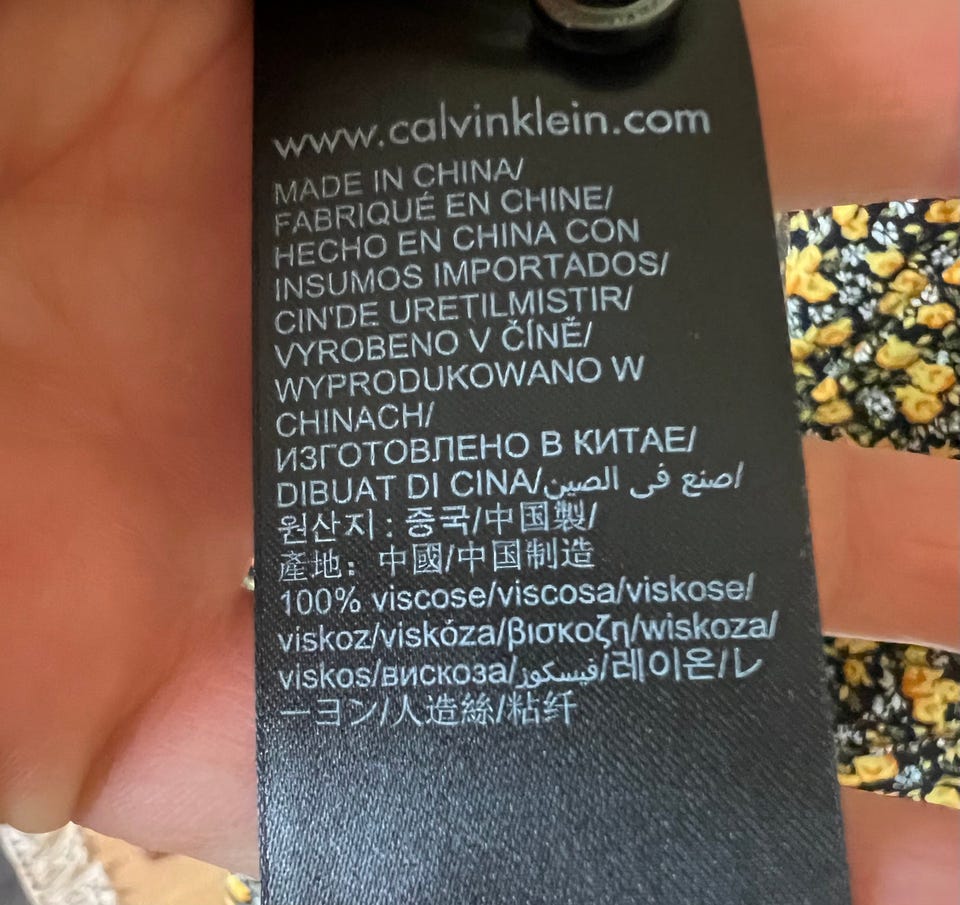 www.calvinklein.com
MADE IN CHINA/
FABRIQUÉ EN CHINE/
HECHO EN CHINA CON
INSUMOS IMPORTADOS/
CIN'DE URETILMISTIR/
VYROBENO V ČÍNĚ/
WYPRODUKOWANO W
CHINACH/
ИЗГОТОВЛЕНО В КИТАЕ/
DIBUAT DI CINA/صنع فى الصين/
원산지 : 중국/中国製/
產地： 中國/中国制造
100% viscose/viscosa/viskose/
viskoz/viskóza/βισκοζη/wiskoza/
viskos/вискоза/فيسكوز/레이온/レ
ーヨン/人造絲/粘纤